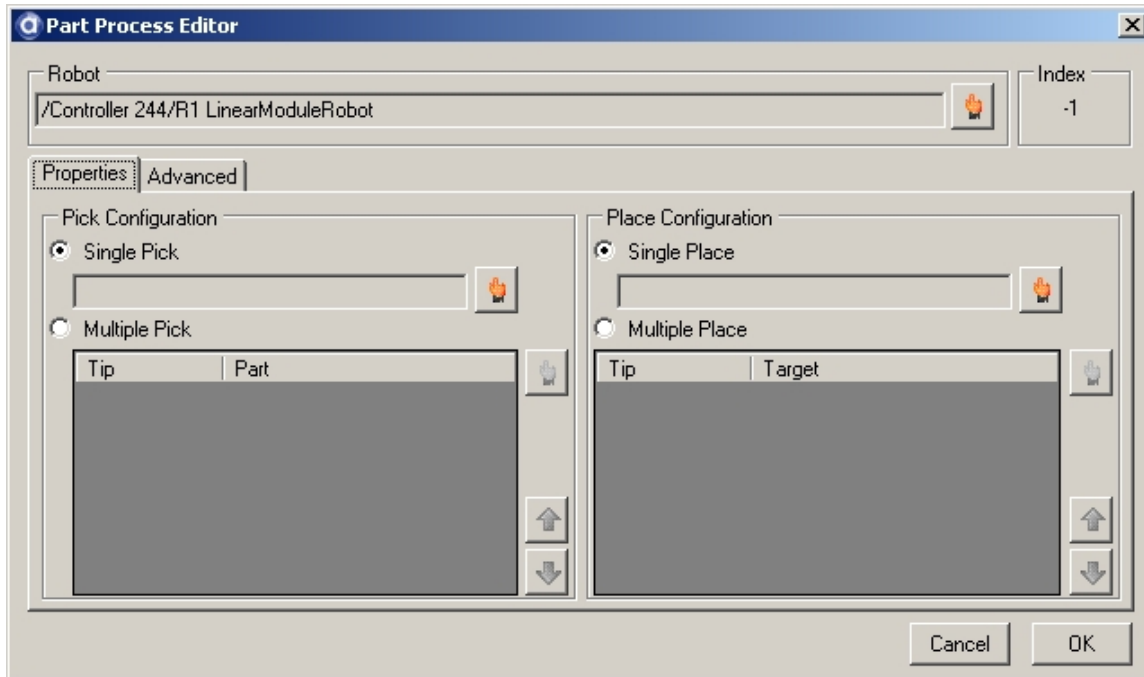 Part Process Editor
Robot
/Controller 244/R1 LinearModuleRobot
Index
-1
Properties
Advanced
Pick Configuration
Single Pick
Multiple Pick
Tip Part
Place Configuration
Single Place
Multiple Place
Tip Target
Cancel
OK